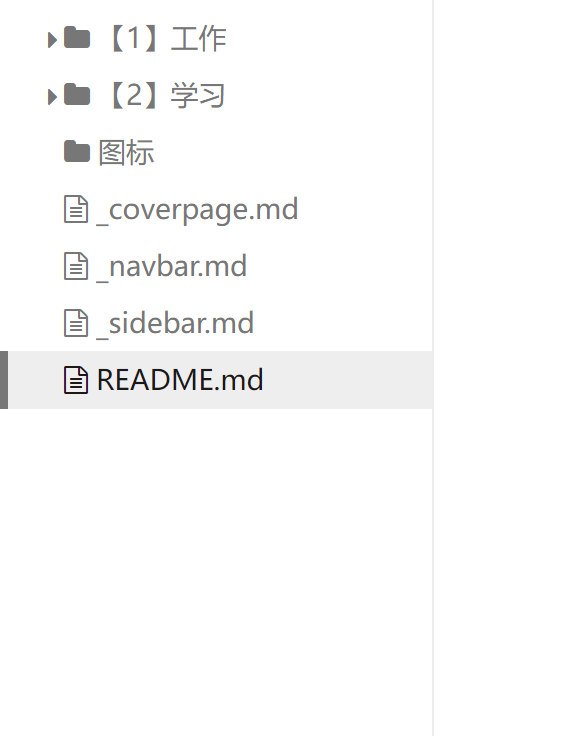 【1】工作
【2】学习
图标
_coverpage.md
_navbar.md
_sidebar.md
README.md